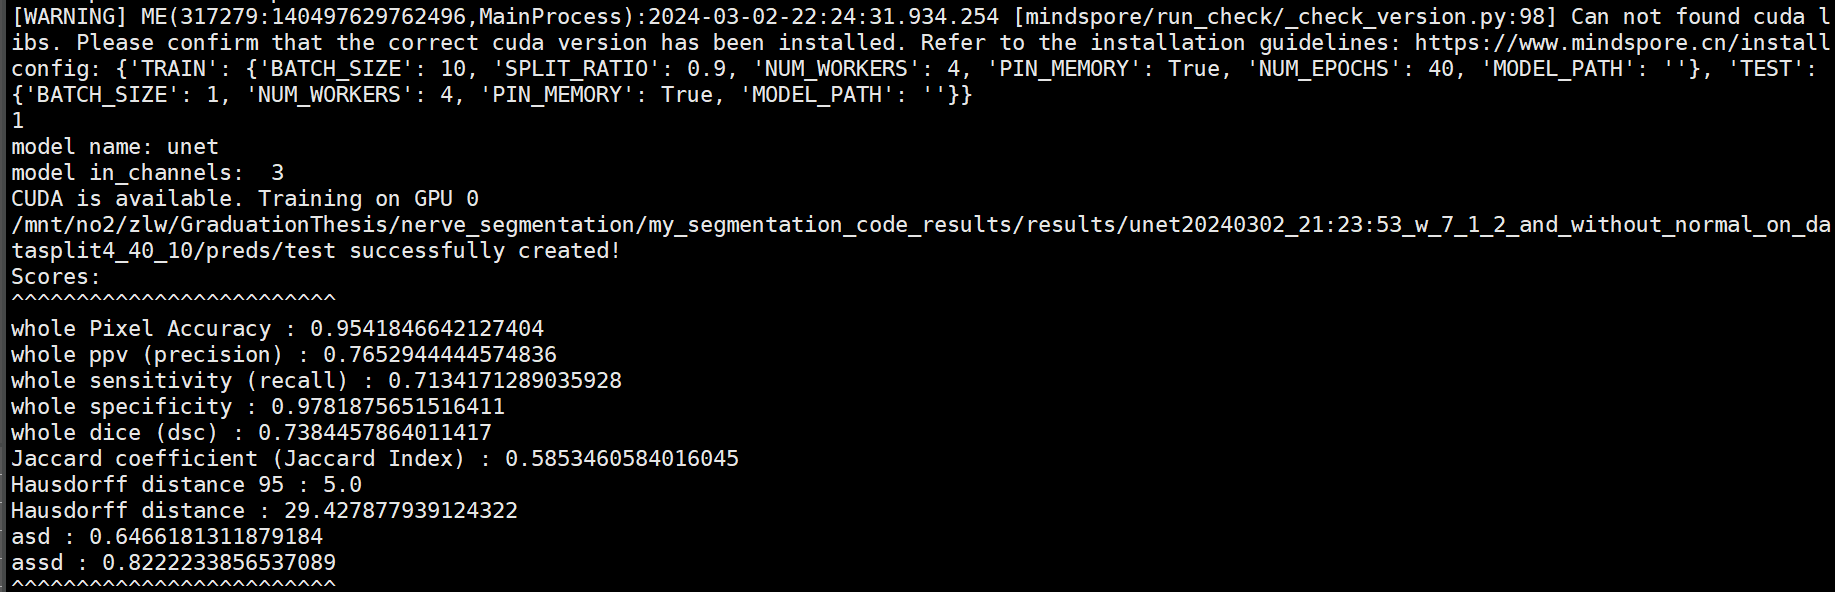 [WARNING] ME(317279:140497629762496,MainProcess):2024-03-02-22:24:31.934.254 [mindspore/run_check/_check_version.py:98] Can not found cuda l
ibs. Please confirm that the correct cuda version has been installed. Refer to the installation guidelines: https://www.mindspore.cn/install
config: {'TRAIN': {'BATCH_SIZE': 10, 'SPLIT_RATIO': 0.9, 'NUM_WORKERS': 4, 'PIN_MEMORY': True, 'NUM_EPOCHS': 40, 'MODEL_PATH': ''}, 'TEST':
{'BATCH_SIZE': 1, 'NUM_WORKERS': 4, 'PIN_MEMORY': True, 'MODEL_PATH': ''}}
1
model name: unet
model in_channels:  3
CUDA is available. Training on GPU 0
/mnt/no2/zlw/GraduationThesis/nerve_segmentation/my_segmentation_code_results/results/unet20240302_21:23:53_w_7_1_2_and_without_normal_on_da
tasplit4_40_10/preds/test successfully created!
Scores:
^^^^^^^^^^^^^^^^^^^^^^^^^
whole Pixel Accuracy : 0.9541846642127404
whole ppv (precision) : 0.7652944444574836
whole sensitivity (recall) : 0.7134171289035928
whole specificity : 0.9781875651516411
whole dice (dsc) : 0.7384457864011417
Jaccard coefficient (Jaccard Index) : 0.5853460584016045
Hausdorff distance 95 : 5.0
Hausdorff distance : 29.427877939124322
asd : 0.6466181311879184
assd : 0.8222233856537089
^^^^^^^^^^^^^^^^^^^^^^^^^